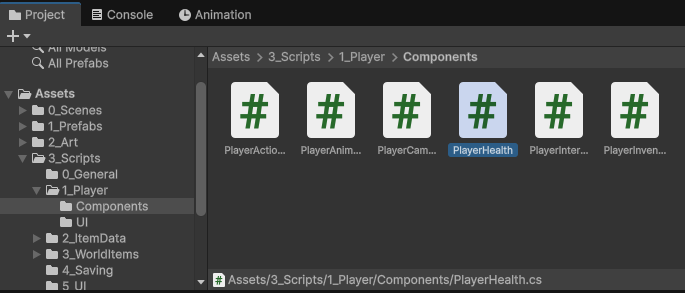 Project Console Animation
+
All Models
All Prefabs
Assets
0_Scenes
1_Prefabs
2_Art
3_Scripts
0_General
1_Player
Components
UI
2_ItemData
3_WorldItems
4_Saving
5_UI
Assets > 3_Scripts > 1_Player > Components
# # # # # #
PlayerActio... PlayerAnim... PlayerCam... PlayerHealth PlayerInter... PlayerInven...
# Assets/3_Scripts/1_Player/Components/PlayerHealth.cs